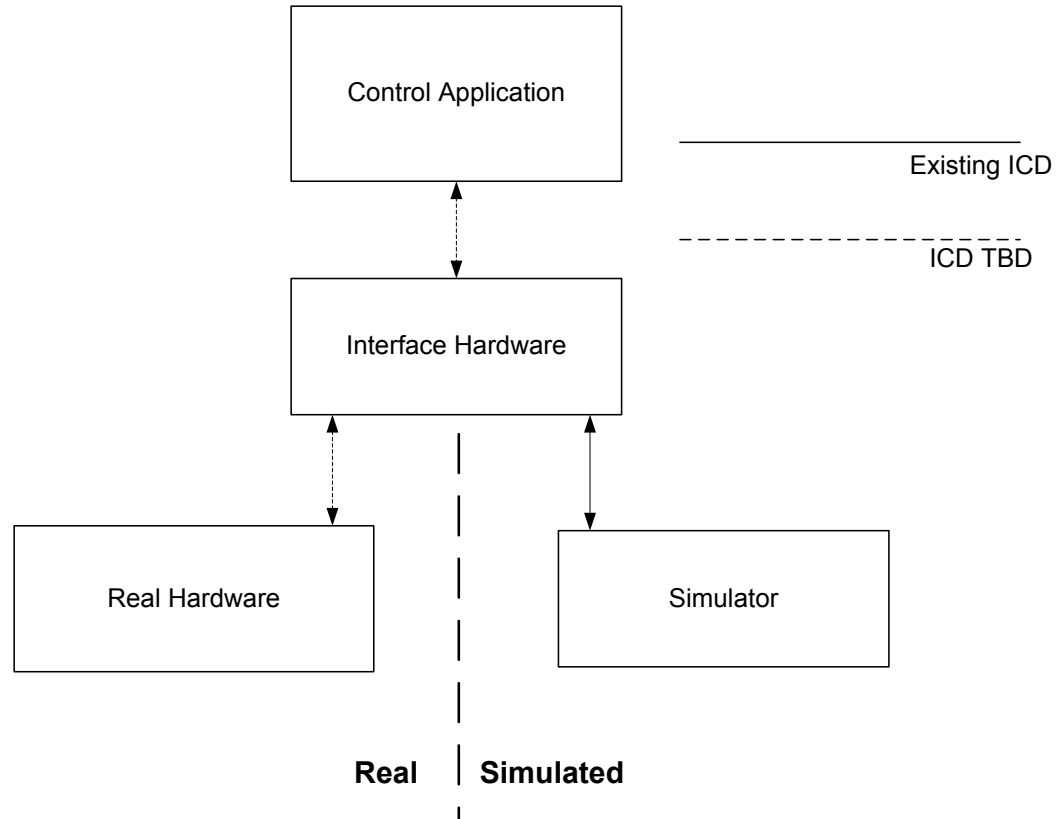 Control Application
Existing ICD
ICD TBD
Interface Hardware
Real Hardware
Simulator
Real
Simulated